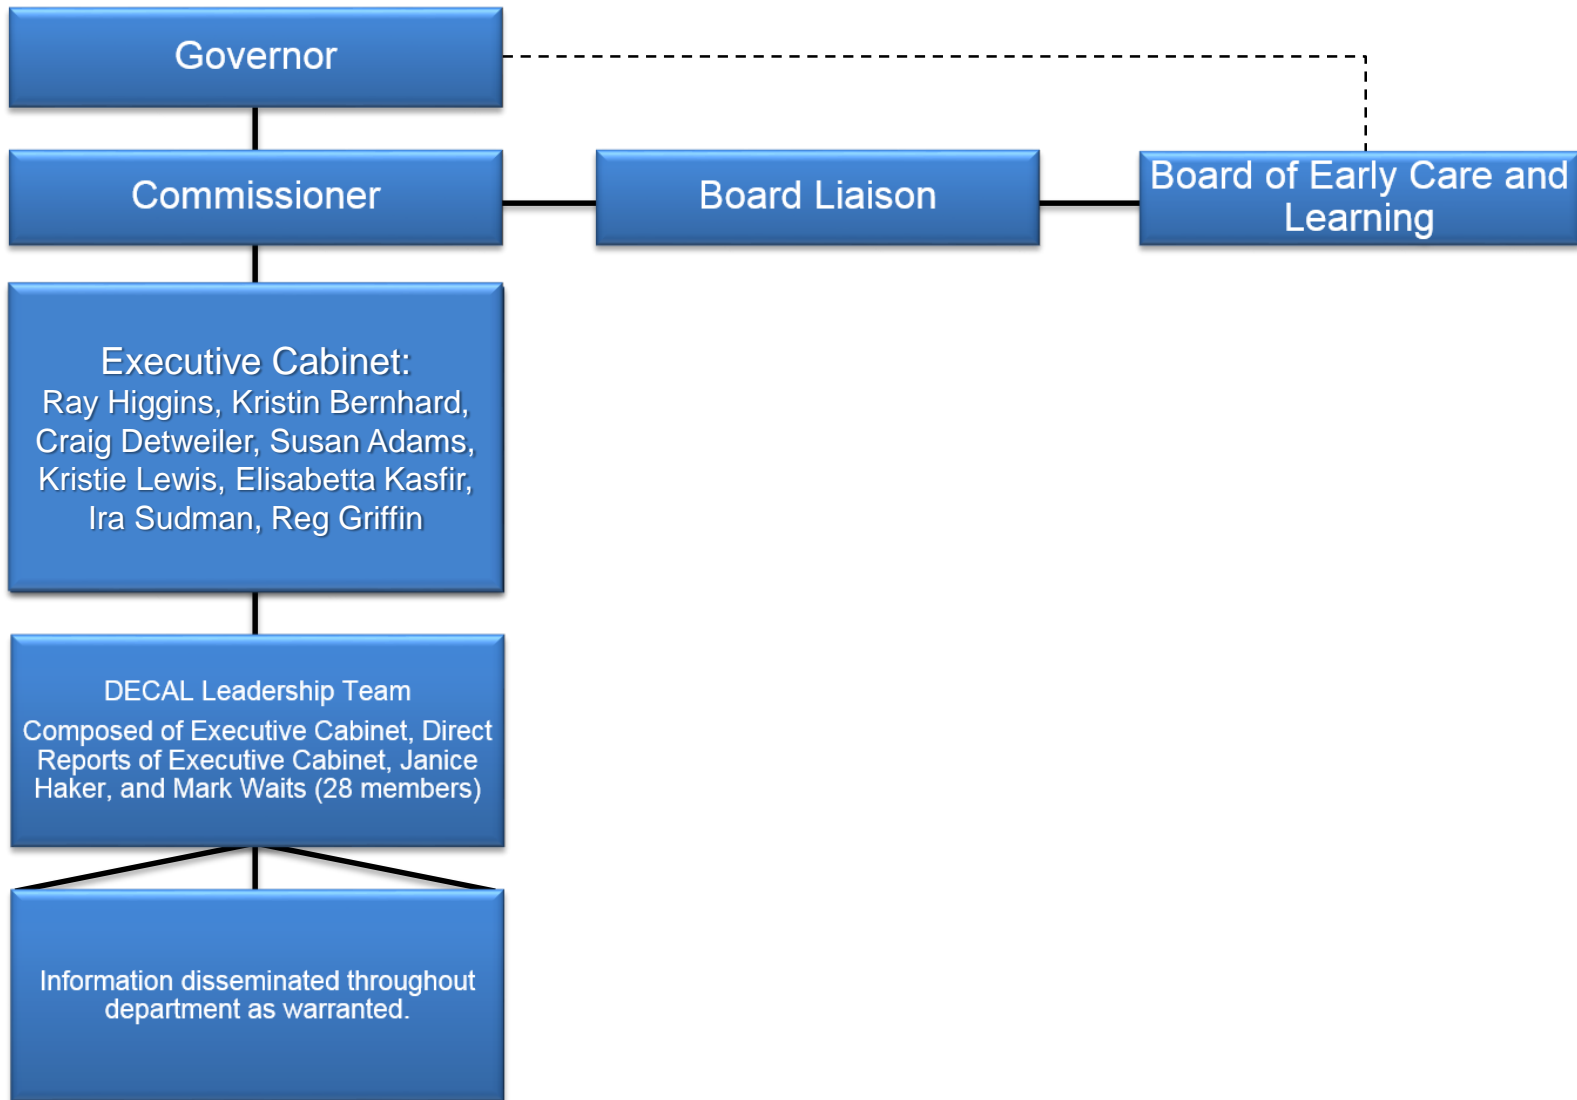 Governor
Commissioner
Board Liaison
Board of Early Care and
Learning
Executive Cabinet:
Ray Higgins, Kristin Bernhard,
Craig Detweiler, Susan Adams,
Kristie Lewis, Elisabetta Kasfir,
Ira Sudman, Reg Griffin
DECAL Leadership Team
Composed of Executive Cabinet, Direct
Reports of Executive Cabinet, Janice
Haker, and Mark Waits (28 members)
Information disseminated throughout
department as warranted.